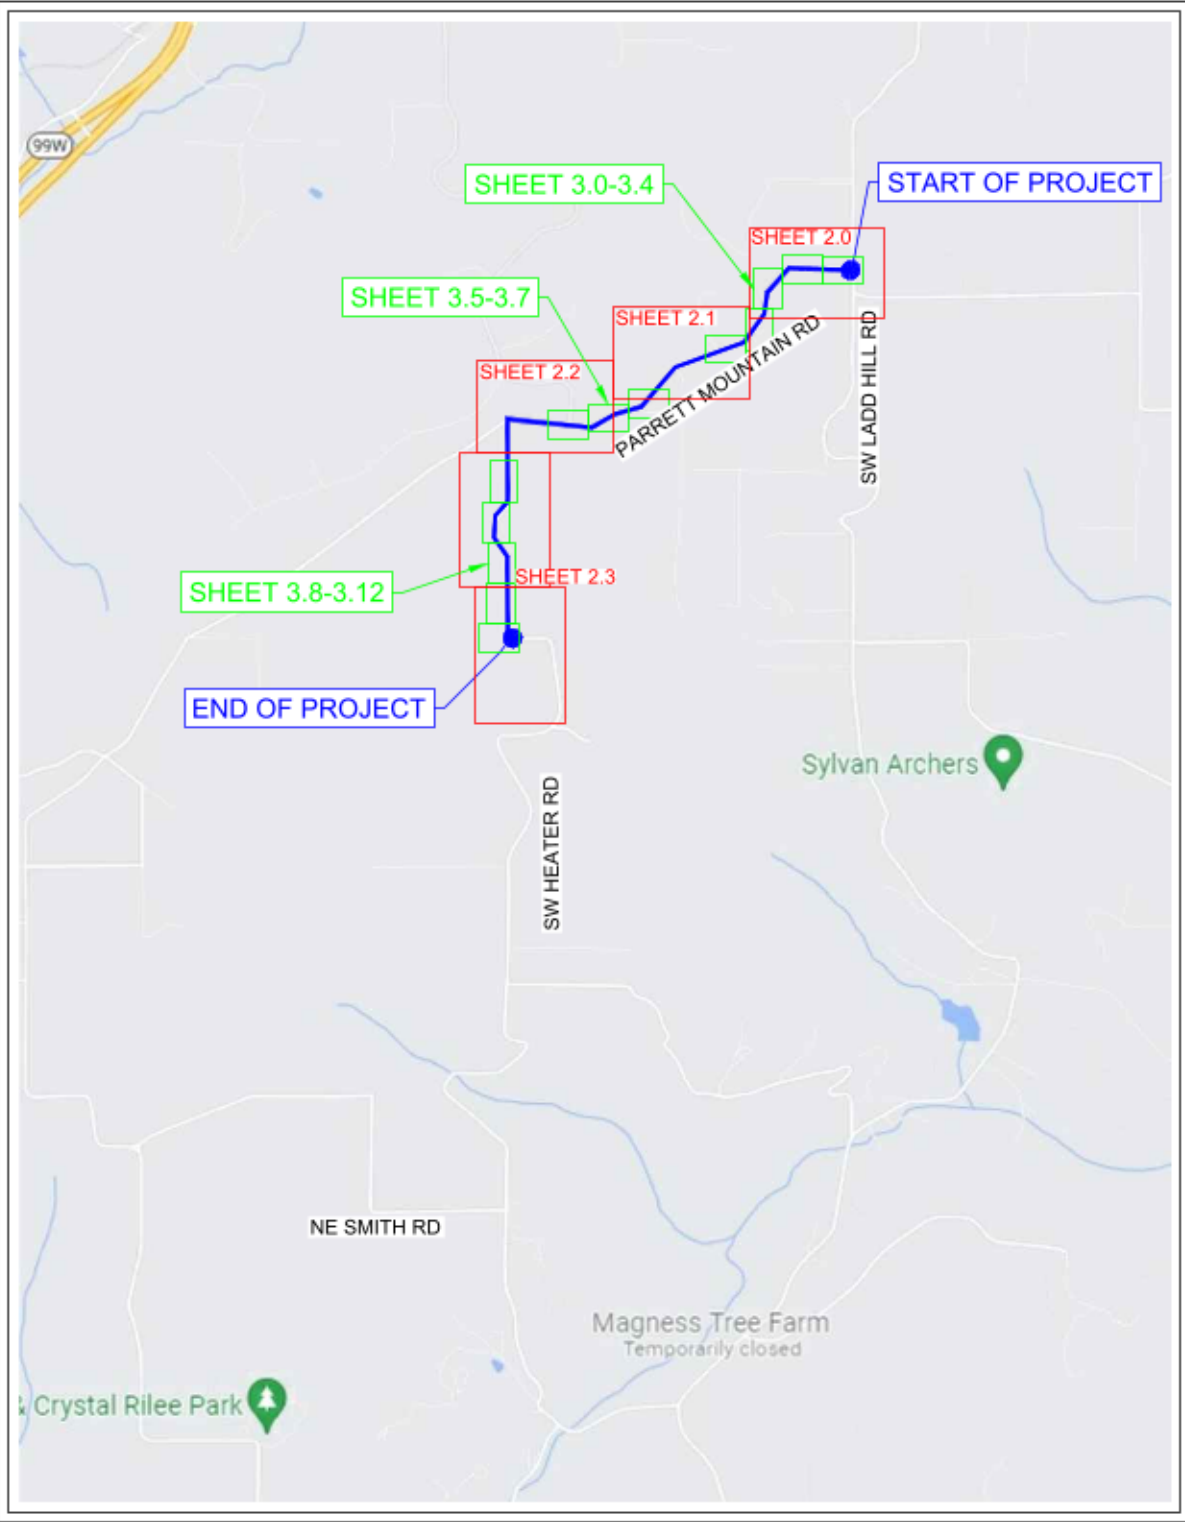 99W
SHEET 3.0-3.4
START OF PROJECT
SHEET 2.0
SHEET 3.5-3.7
SHEET 2.1
PARRETT MOUNTAIN RD
SW LADD HILL RD
SHEET 2.2
SHEET 2.3
SHEET 3.8-3.12
END OF PROJECT
Sylvan Archers
SW HEATER RD
NE SMITH RD
Magness Tree Farm
Temporarily closed
& Crystal Rilee Park